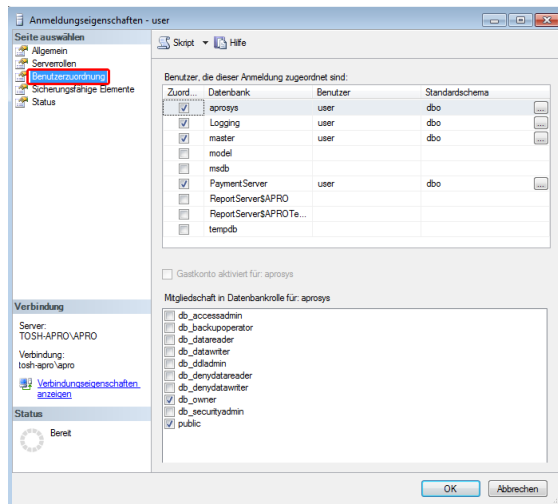 Anmeldungseigenschaften - user
Seite auswählen
Allgemein
Serverrollen
Benutzerzuordnung
Sicherungsfähige Elemente
Status
Skript
Hilfe
Benutzer, die dieser Anmeldung zugeordnet sind:
Zuord... Datenbank Benutzer Standardschema
aprosys user dbo ...
Logging user dbo ...
master user dbo ...
model
msdb
PaymentServer user dbo ...
ReportServer$APRO
ReportServer$APROTe...
tempdb
Gastkonto aktiviert für: aprosys
Mitgliedschaft in Datenbankrolle für: aprosys
db_accessadmin
db_backupoperator
db_datareader
db_datawriter
db_ddladmin
db_denydatareader
db_denydatawriter
db_owner
db_securityadmin
public
Verbindung
Server:
TOSH-APRO\APRO
Verbindung:
tosh-apro\apro
Verbindungseigenschaften
anzeigen
Status
Bereit
OK Abbrechen